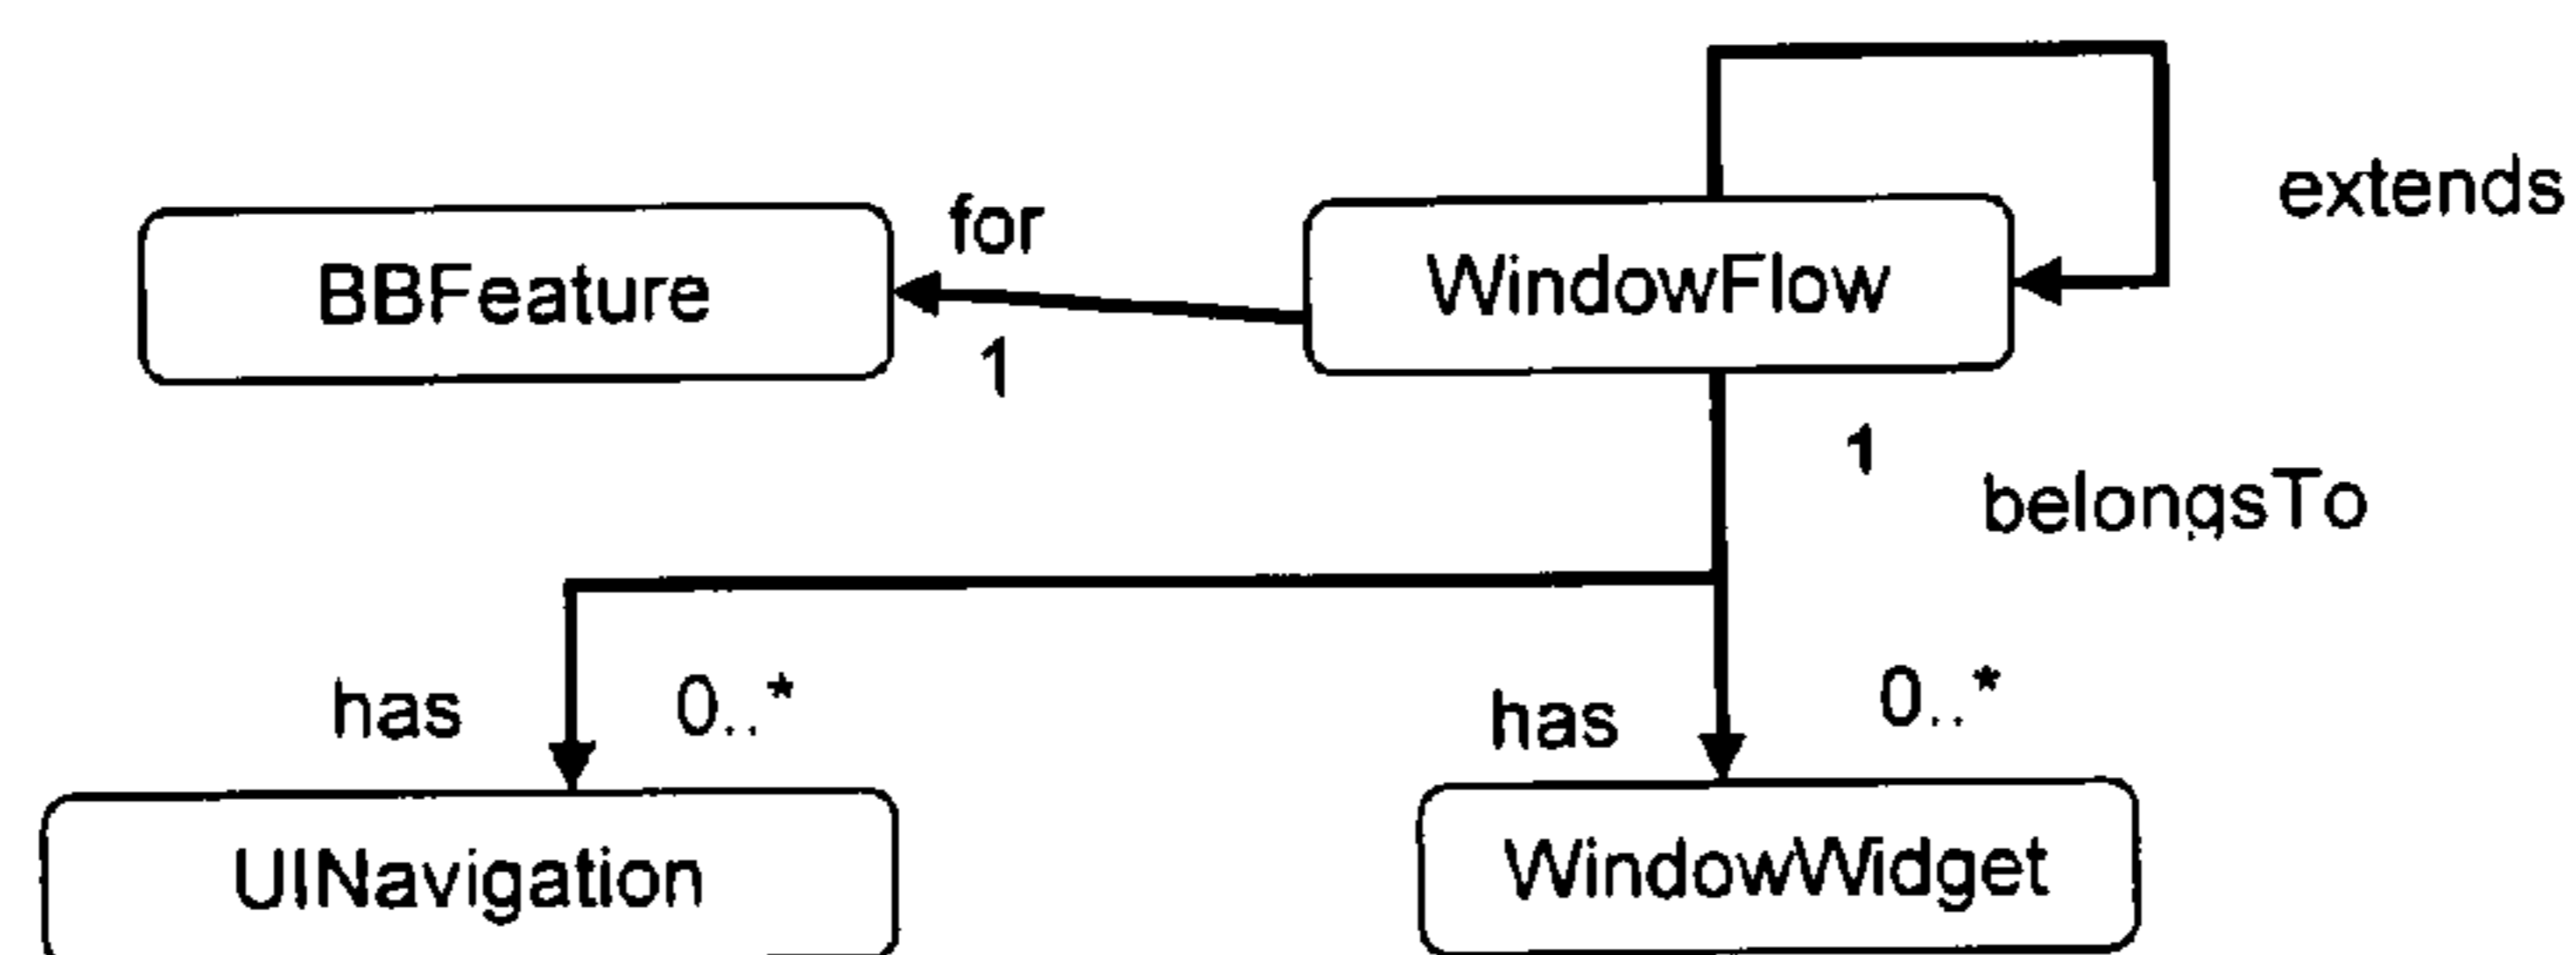 extends
for
BBFeature
WindowFlow
1
1
belongsTo
has
0..*
has
0..*
UINavigation
WindowWidget